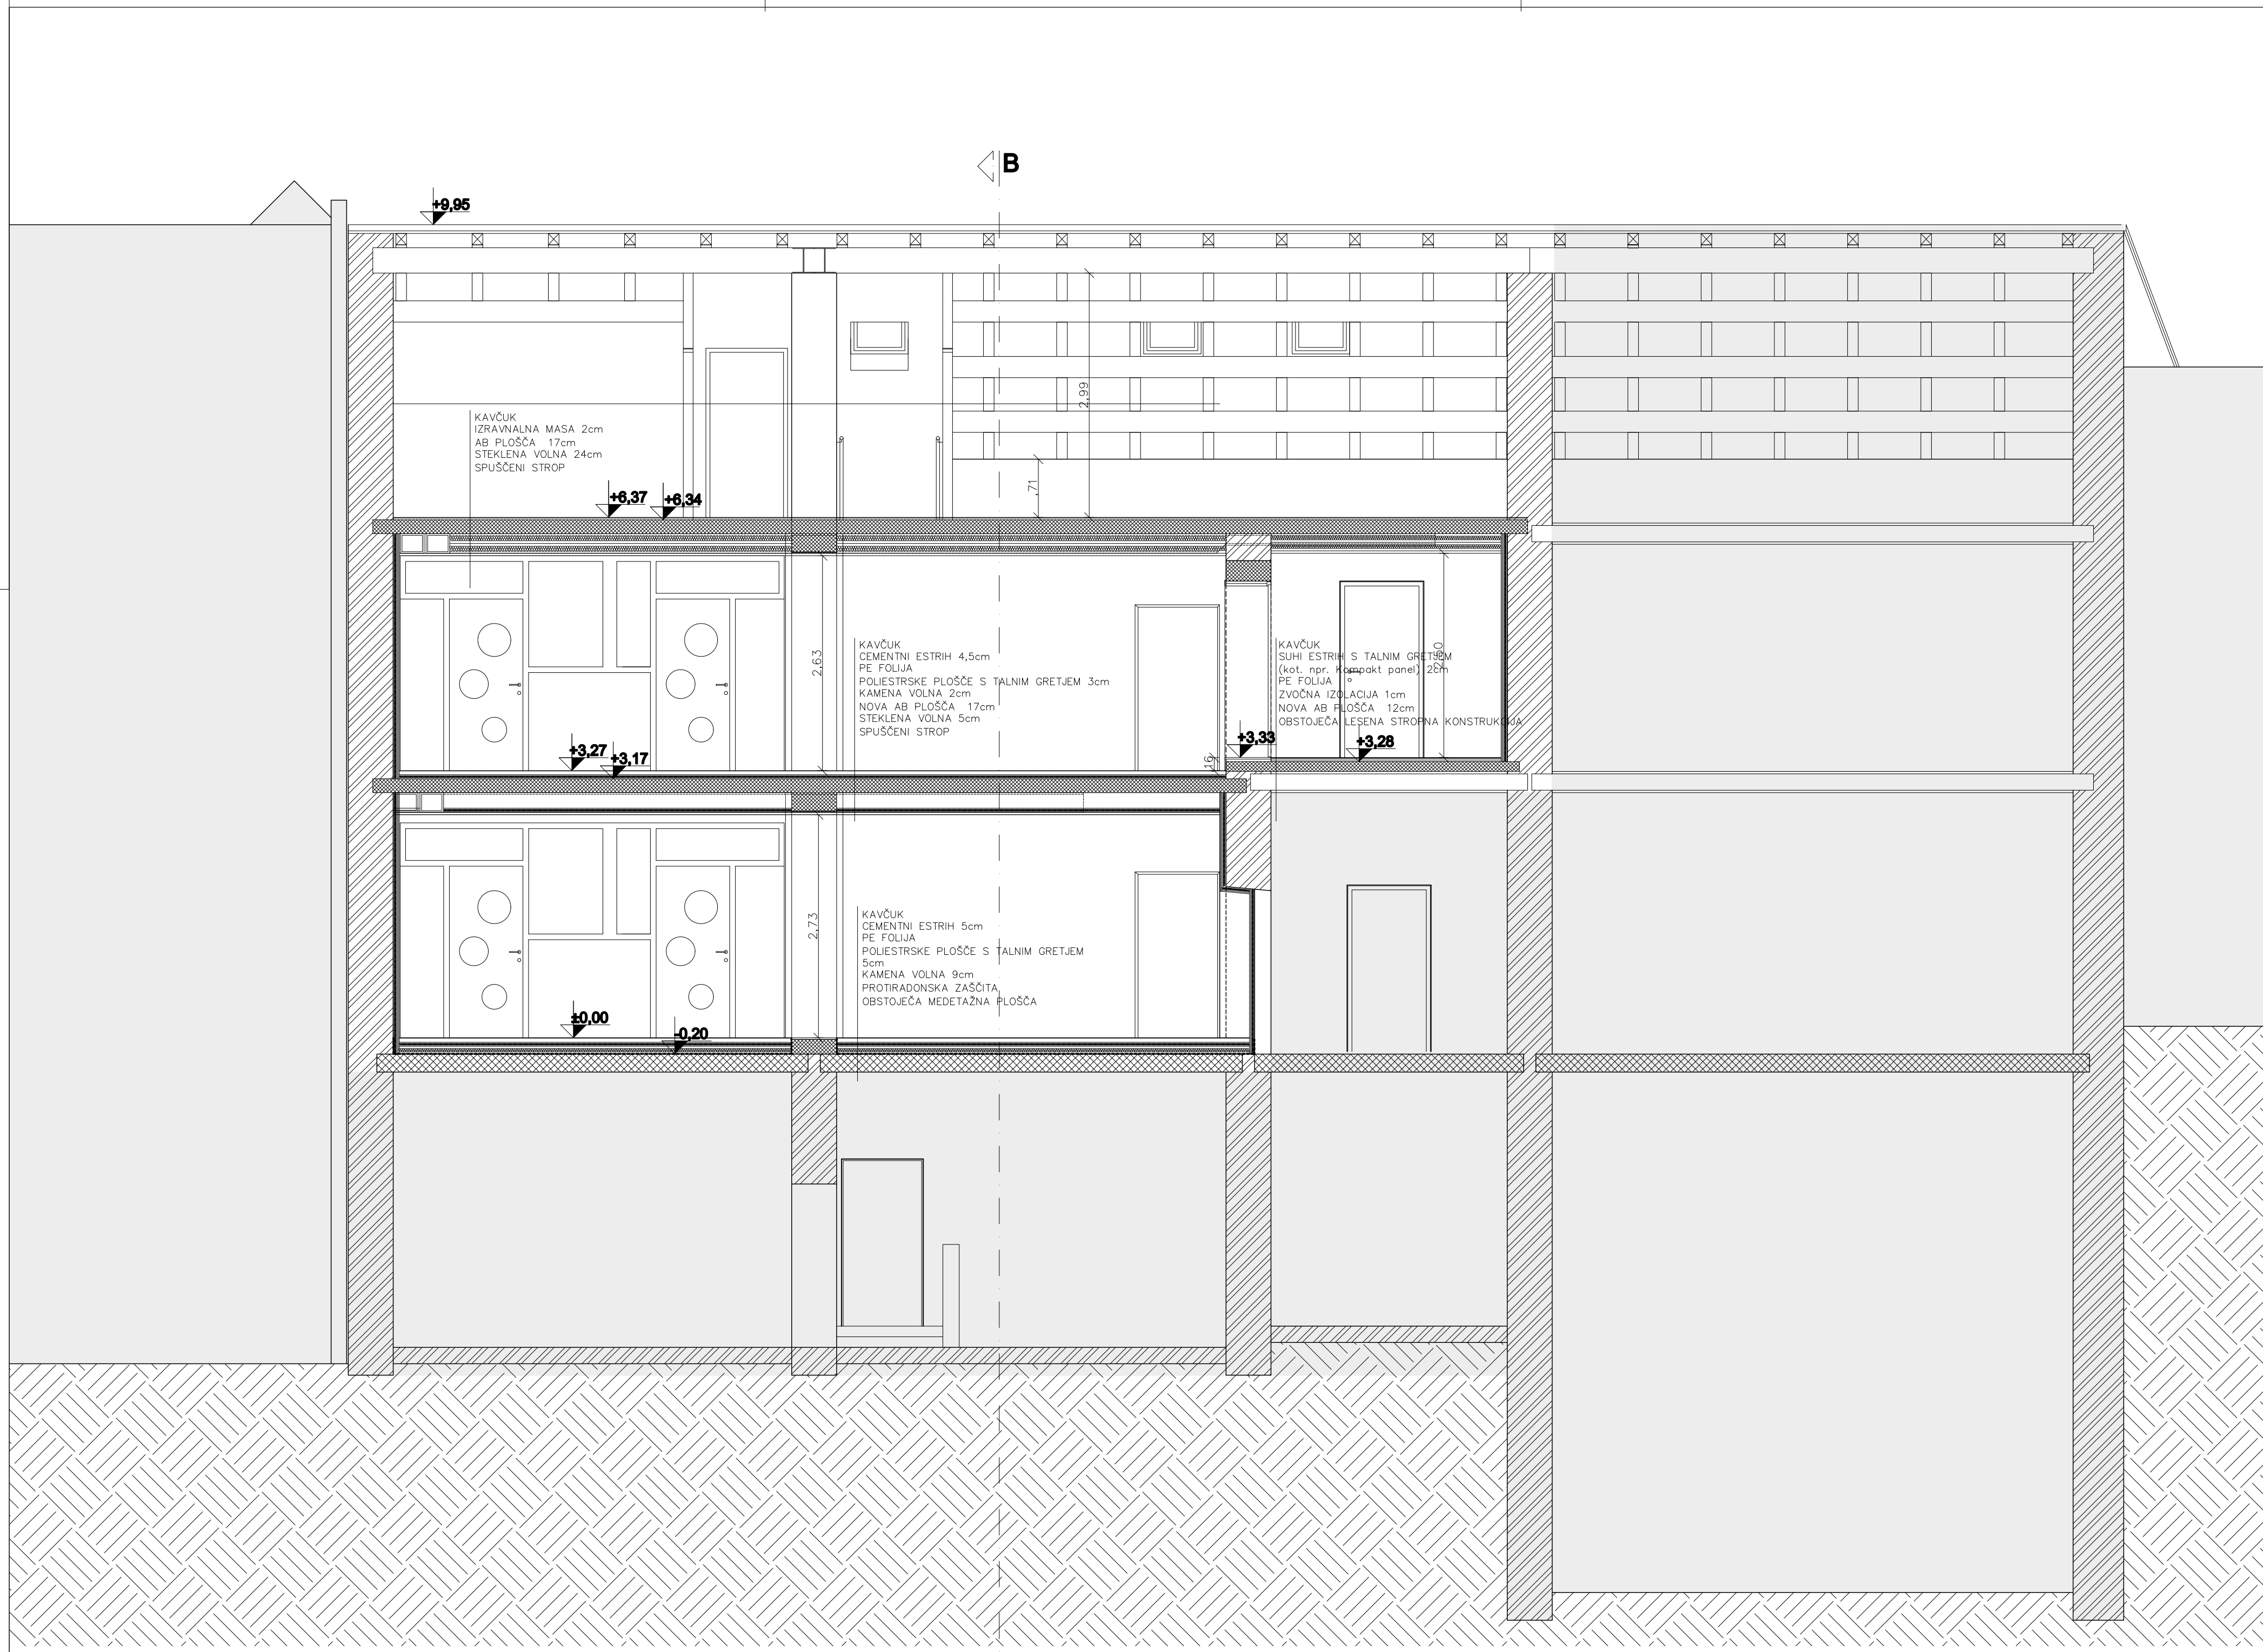 B
+9,95
2,99
KAVČUK
IZRAVNALNA MASA 2cm
AB PLOŠČA 17cm
STEKLENA VOLNA 24cm
SPUŠČENI STROP
,71
+6,37
+6,34
2,63
KAVČUK
CEMENTNI ESTRIH 4,5cm
PE FOLIJA
POLIESTRSKE PLOŠČE S TALNIM GRETJEM 3cm
KAMENA VOLNA 2cm
NOVA AB PLOŠČA 17cm
STEKLENA VOLNA 5cm
SPUŠČENI STROP
KAVČUK
SUHI ESTRIH S TALNIM GRETJEM
(kot. npr. Kompakt panel) 2cm
PE FOLIJA
ZVOČNA IZOLACIJA 1cm
NOVA AB PLOŠČA 12cm
OBSTOJEČA LESENA STROPNA KONSTRUKCIJA
2,50
+3,27
+3,17
+3,33
+3,28
16
2,73
KAVČUK
CEMENTNI ESTRIH 5cm
PE FOLIJA
POLIESTRSKE PLOŠČE S TALNIM GRETJEM
5cm
KAMENA VOLNA 9cm
PROTIRADONSKA ZAŠČITA
OBSTOJEČA MEDETAŽNA PLOŠČA
±0,00
-0,20